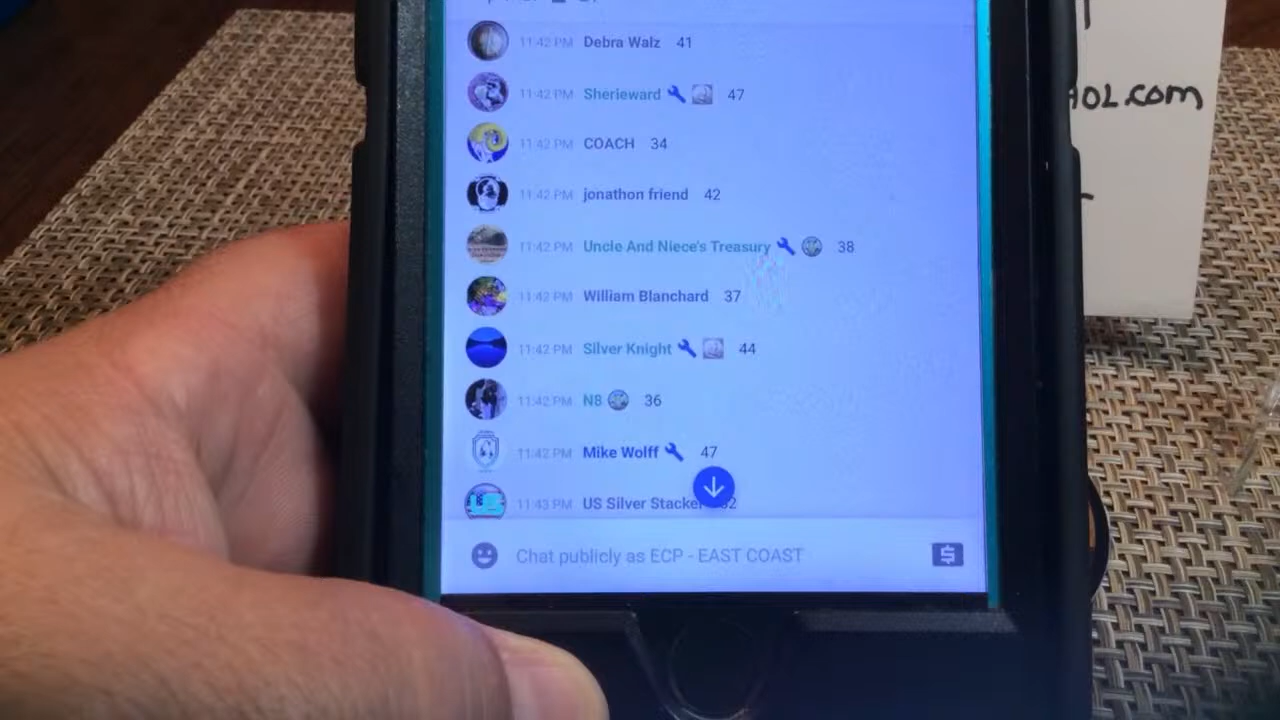 11:42 PM Debra Walz 41
11:42 PM Sherieward 47
11:42 PM COACH 34
11:42 PM jonathon friend 42
11:42 PM Uncle And Niece's Treasury 38
11:42 PM William Blanchard 37
11:42 PM Silver Knight 44
11:42 PM N8 36
11:42 PM Mike Wolff 47
11:43 PM US Silver Stacker
Chat publicly as ECP - EAST COAST
AOL.com